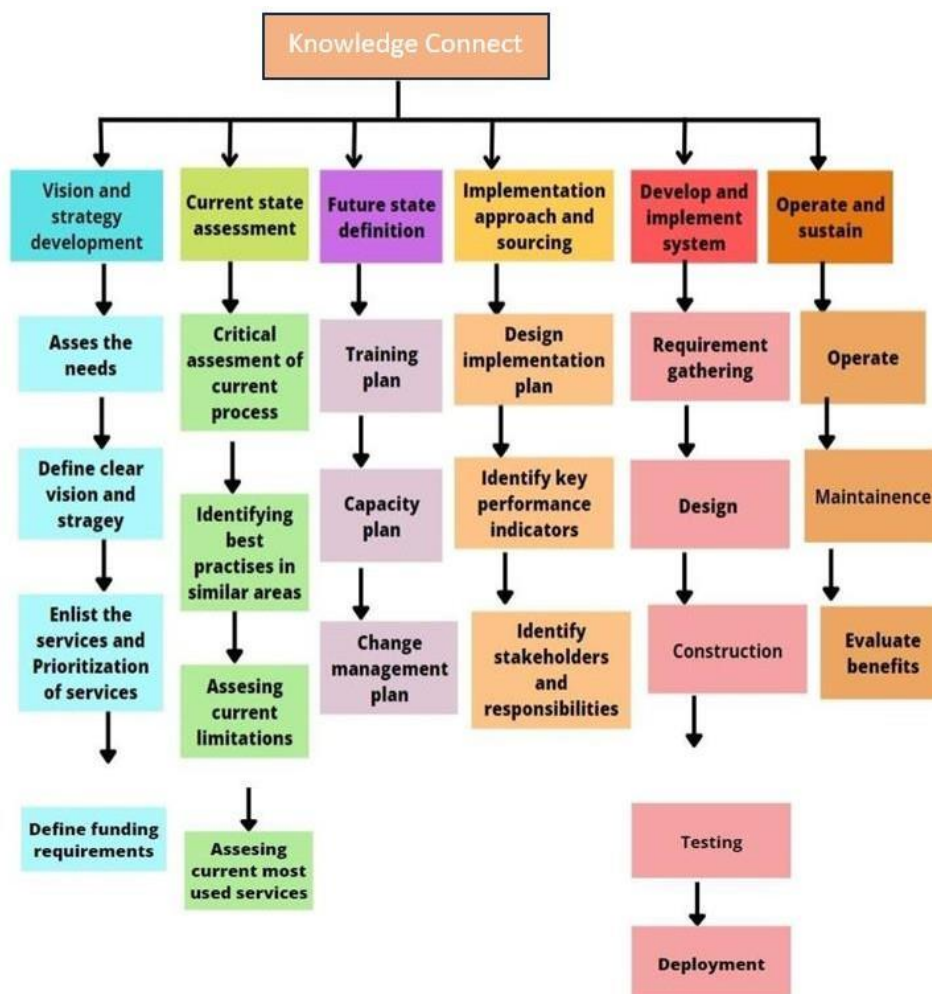 Knowledge Connect
Vision and
strategy
development
Asses the
needs
Define clear
vision and
stragey
Enlist the
services and
Prioritization
of services
Define funding
requirements
Current state
assessment
Critical
assesment of
current
process
Identifying
best
practises in
similar areas
Assesing
current
limitations
Assesing
current most
used services
Future state
definition
Training
plan
Capacity
plan
Change
management
plan
Implementation
approach and
sourcing
Design
implementation
plan
Identify key
performance
indicators
Identify
stakeholders
and
responsibilities
Develop and
implement
system
Requirement
gathering
Design
Construction
Testing
Deployment
Operate and
sustain
Operate
Maintainence
Evaluate
benefits